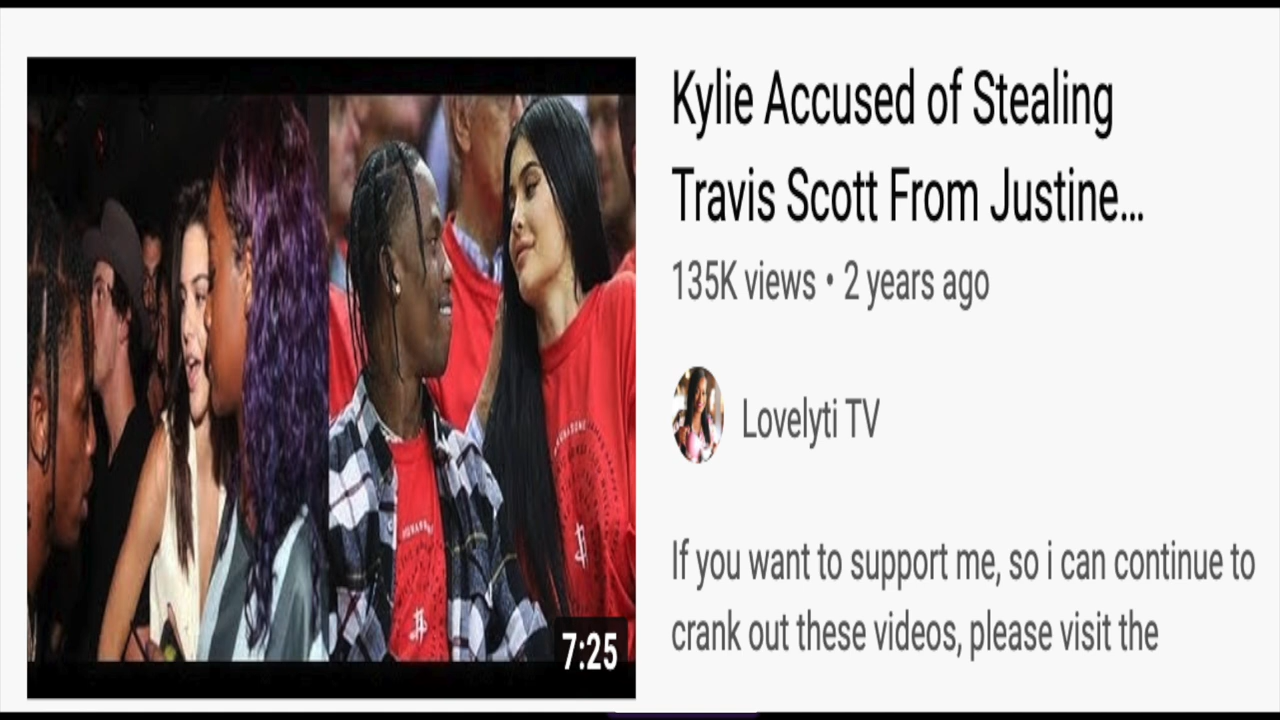 Kylie Accused of Stealing
Travis Scott From Justine...
135K views • 2 years ago
Lovelyti TV
If you want to support me, so i can continue to
crank out these videos, please visit the
7:25